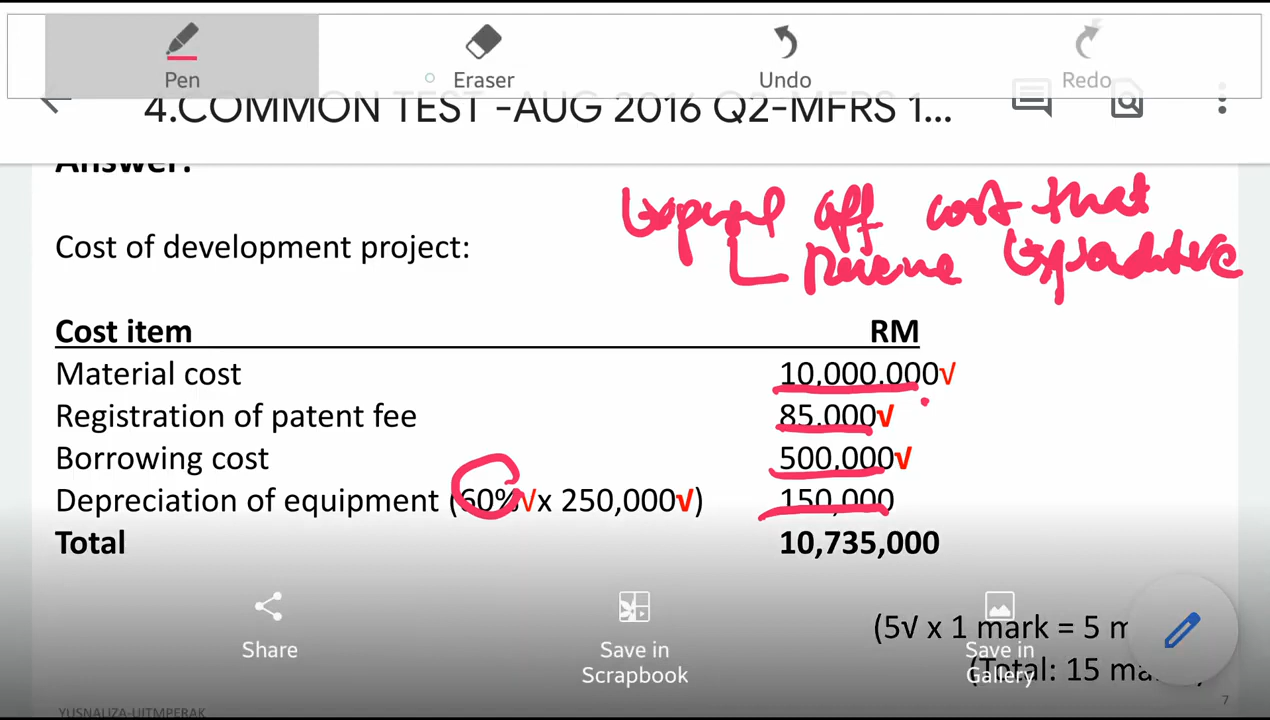 Pen
Eraser
Undo
Redo
4.COMMON TEST -AUG 2016 Q2-MFRS 1...
Answer:
Expend off cost that
Cost of development project:
Revenue Expenditure
Cost item RM
Material cost 10,000,000√
Registration of patent fee 85,000√
Borrowing cost 500,000√
Depreciation of equipment (60%√x 250,000√) 150,000
Total 10,735,000
(5√ x 1 mark = 5 m
(Total: 15 ma
Share
Save in Scrapbook
Save in Gallery
YUSNALIZA-UITMPERAK
7